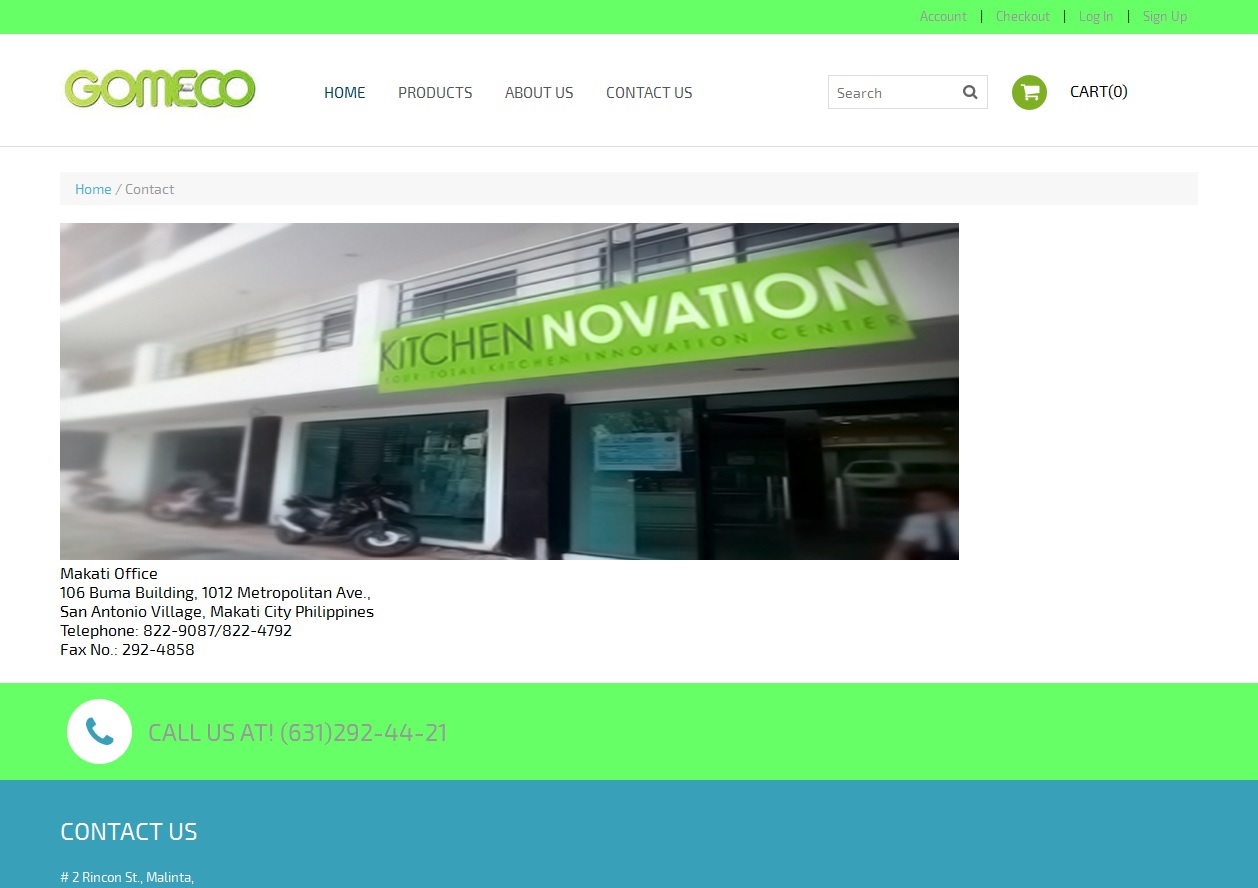 Account | Checkout | Log In | Sign Up
GOMECO
HOME PRODUCTS ABOUT US CONTACT US
Search
CART(0)
Home / Contact
KITCHEN NOVATION
YOUR TOTAL KITCHEN INNOVATION CENTER
Makati Office
106 Buma Building, 1012 Metropolitan Ave.,
San Antonio Village, Makati City Philippines
Telephone: 822-9087/822-4792
Fax No.: 292-4858
CALL US AT! (631)292-44-21
CONTACT US
# 2 Rincon St., Malinta,